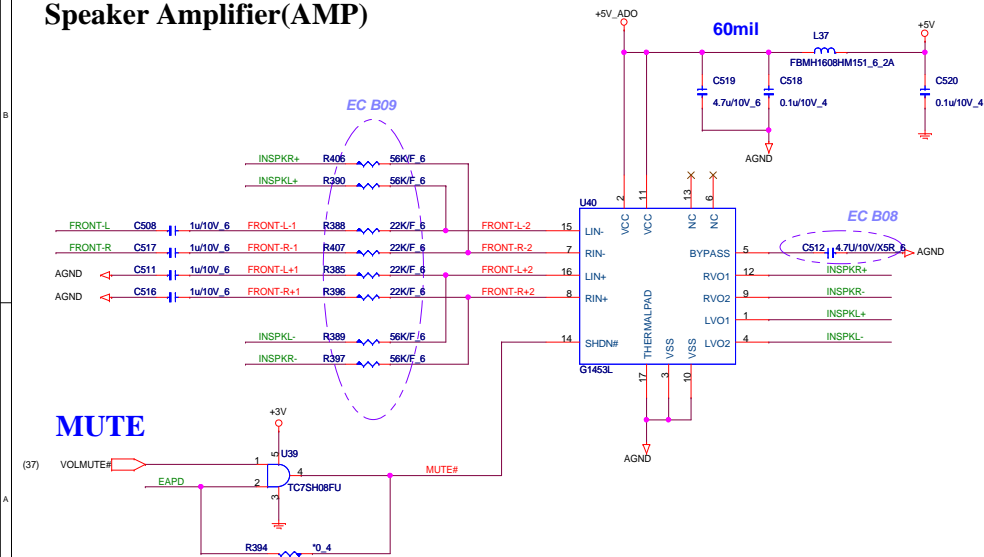 Speaker Amplifier(AMP)
+5V_ADO
60mil
L37
+5V
FBMH1608HM151_6_2A
C519
C518
C520
4.7u/10V_6
0.1u/10V_4
0.1u/10V_4
B
EC B09
AGND
INSPKR+ R406 56K/F_6
INSPKL+ R390 56K/F_6
2 11 13 6
U40
VCC VCC NC NC
EC B08
FRONT-L C508 1u/10V_6 FRONT-L-1 R388 22K/F_6 FRONT-L-2 15 LIN-
FRONT-R C517 1u/10V_6 FRONT-R-1 R407 22K/F_6 FRONT-R-2 7 RIN-
BYPASS 5 C512 4.7U/10V/X5R_6 AGND
AGND C511 1u/10V_6 FRONT-L+1 R385 22K/F_6 FRONT-L+2 16 LIN+
RVO1 12 INSPKR+
AGND C516 1u/10V_6 FRONT-R+1 R396 22K/F_6 FRONT-R+2 8 RIN+
RVO2 9 INSPKR-
LVO1 1 INSPKL+
INSPKL- R389 56K/F_6
14 SHDN#
LVO2 4 INSPKL-
THERMALPAD VSS VSS
INSPKR- R397 56K/F_6
G1453L
17 3 10
MUTE
+3V
AGND
5 U39
(37) VOLMUTE# 1
4 MUTE#
EAPD 2
TC7SH08FU
3
A
R394 *0_4